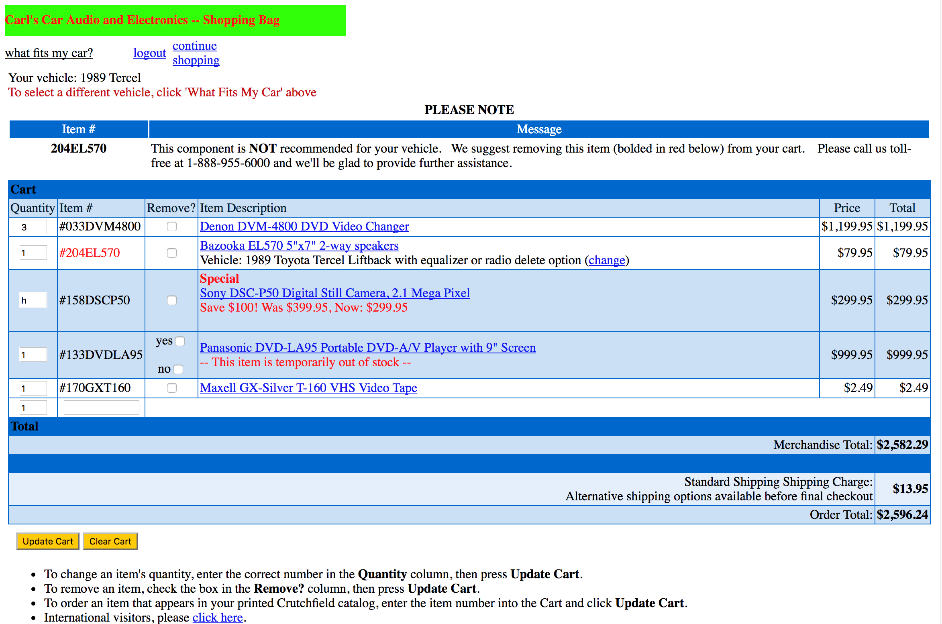 Carl's Car Audio and Electronics -- Shopping Bag
what fits my car? logout continue shopping
Your vehicle: 1989 Tercel
To select a different vehicle, click 'What Fits My Car' above
PLEASE NOTE
Item # Message
204EL570 This component is NOT recommended for your vehicle. We suggest removing this item (bolded in red below) from your cart. Please call us toll-
free at 1-888-955-6000 and we'll be glad to provide further assistance.
Cart
Quantity Item # Remove? Item Description Price Total
3 #033DVM4800 Denon DVM-4800 DVD Video Changer $1,199.95 $1,199.95
1 #204EL570 Bazooka EL570 5"x7" 2-way speakers $79.95 $79.95
Vehicle: 1989 Toyota Tercel Liftback with equalizer or radio delete option (change)
Special
h #158DSCP50 Sony DSC-P50 Digital Still Camera, 2.1 Mega Pixel $299.95 $299.95
Save $100! Was $399.95, Now: $299.95
yes
1 #133DVDLA95 Panasonic DVD-LA95 Portable DVD-A/V Player with 9" Screen $999.95 $999.95
-- This item is temporarily out of stock --
no
1 #170GXT160 Maxell GX-Silver T-160 VHS Video Tape $2.49 $2.49
1
Total
Merchandise Total: $2,582.29
Standard Shipping Shipping Charge: $13.95
Alternative shipping options available before final checkout
Order Total: $2,596.24
Update Cart Clear Cart
• To change an item's quantity, enter the correct number in the Quantity column, then press Update Cart.
• To remove an item, check the box in the Remove? column, then press Update Cart.
• To order an item that appears in your printed Crutchfield catalog, enter the item number into the Cart and click Update Cart.
• International visitors, please click here.